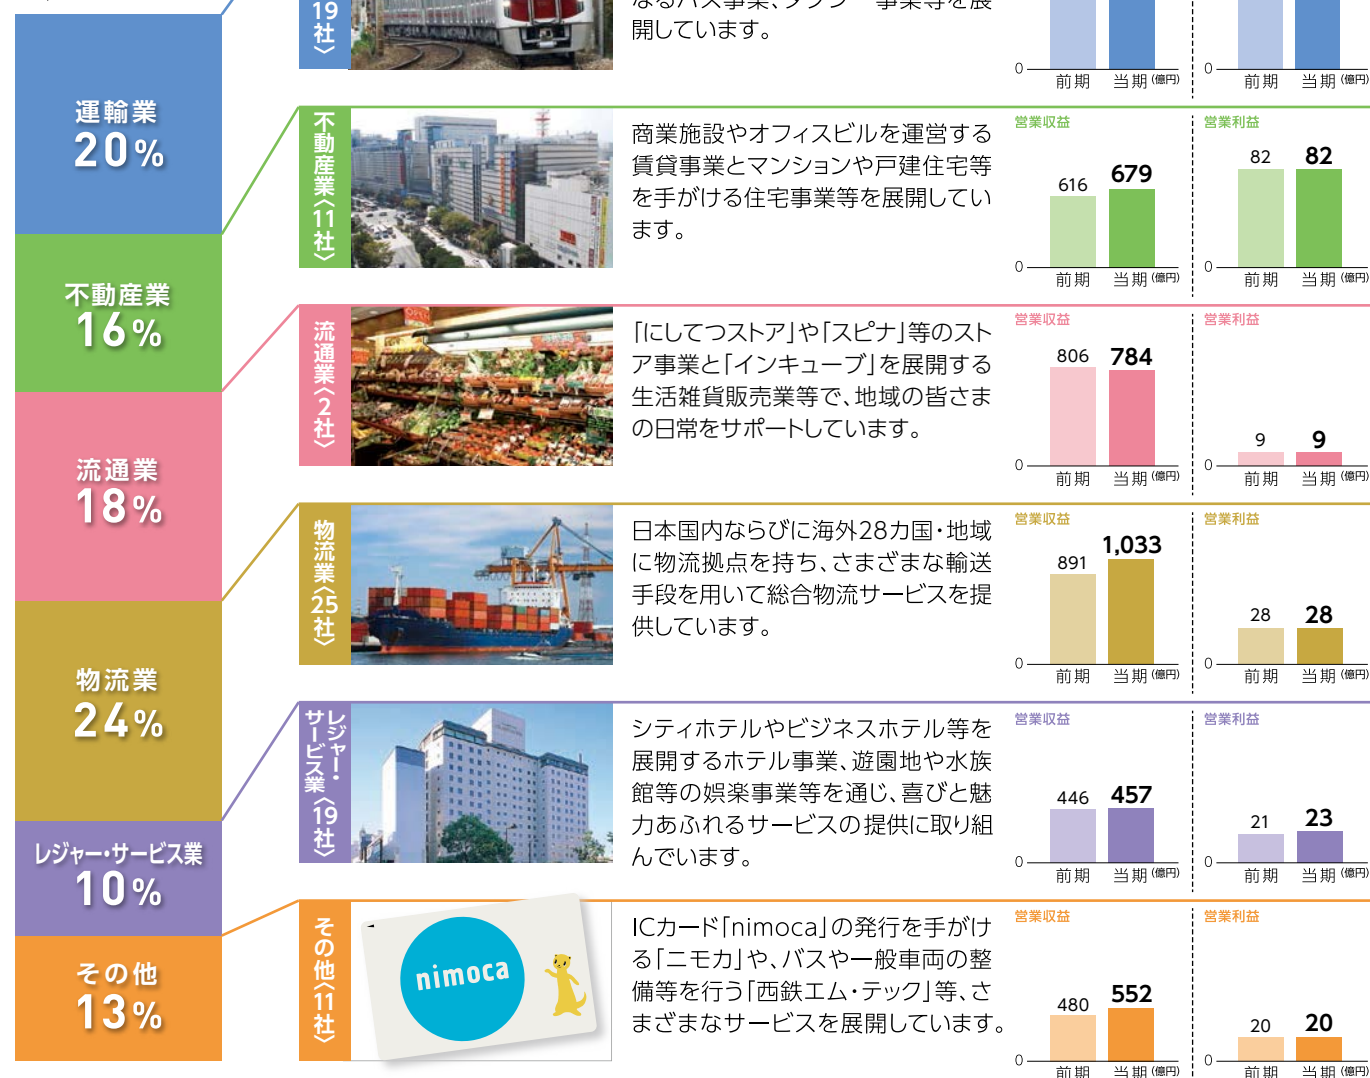 運輸業
20%
不動産業
16%
流通業
18%
物流業
24%
レジャー・サービス業
10%
その他
13%
19社〉
開しています。
0
前期 当期(億円)
0
前期 当期(億円)
不動産業〈11社〉
商業施設やオフィスビルを運営する
賃貸事業とマンションや戸建住宅等
を手がける住宅事業等を展開してい
ます。
営業収益
616 679
0
前期 当期(億円)
営業利益
82 82
0
前期 当期(億円)
流通業〈2社〉
「にしてつストア」や「スピナ」等のスト
ア事業と「インキューブ」を展開する
生活雑貨販売業等で、地域の皆さま
の日常をサポートしています。
営業収益
806 784
0
前期 当期(億円)
営業利益
9 9
0
前期 当期(億円)
物流業〈25社〉
日本国内ならびに海外28カ国・地域
に物流拠点を持ち、さまざまな輸送
手段を用いて総合物流サービスを提
供しています。
営業収益
891 1,033
0
前期 当期(億円)
営業利益
28 28
0
前期 当期(億円)
レジャー・
サービス業〈19社〉
シティホテルやビジネスホテル等を
展開するホテル事業、遊園地や水族
館等の娯楽事業等を通じ、喜びと魅
力あふれるサービスの提供に取り組
んでいます。
営業収益
446 457
0
前期 当期(億円)
営業利益
21 23
0
前期 当期(億円)
その他〈11社〉
nimoca
ICカード「nimoca」の発行を手がけ
る「ニモカ」や、バスや一般車両の整
備等を行う「西鉄エム・テック」等、さ
まざまなサービスを展開しています。
営業収益
480 552
0
前期 当期(億円)
営業利益
20 20
0
前期 当期(億円)